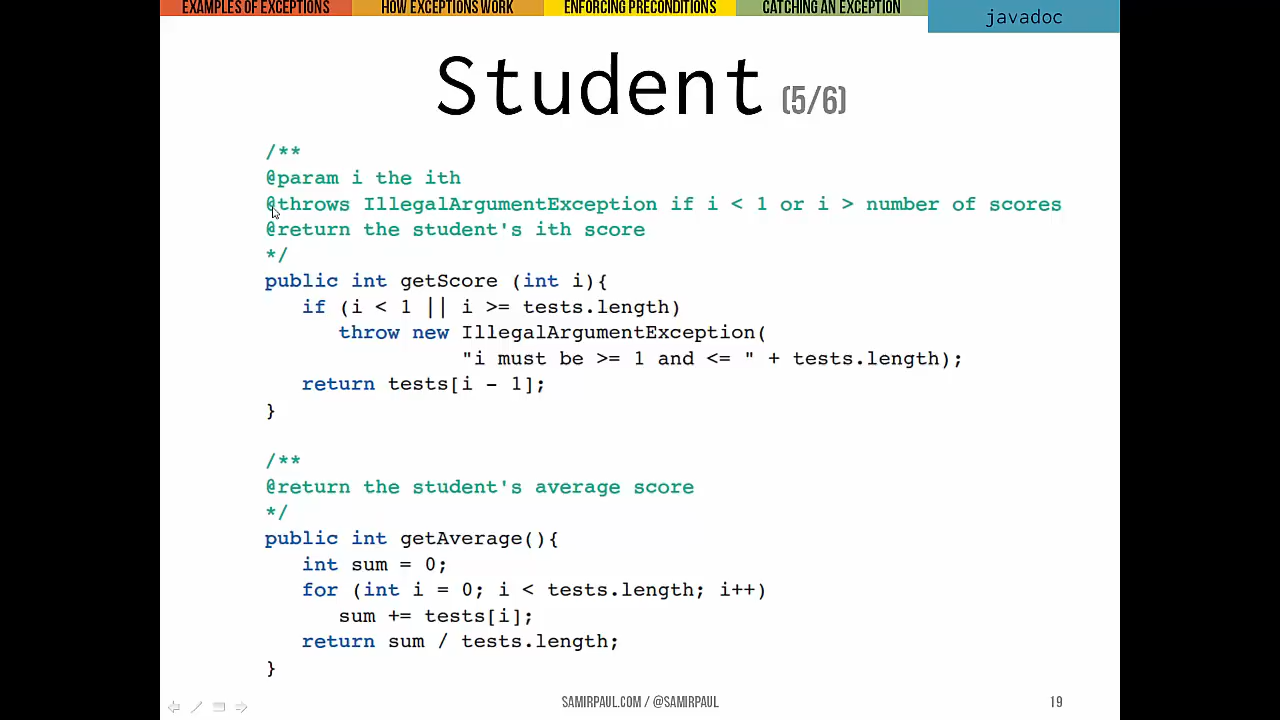 EXAMPLES OF EXCEPTIONS HOW EXCEPTIONS WORK ENFORCING PRECONDITIONS CATCHING AN EXCEPTION javadoc
Student (5/6)
/**
@param i the ith
@throws IllegalArgumentException if i < 1 or i > number of scores
@return the student's ith score
*/
public int getScore (int i){
if (i < 1 || i >= tests.length)
throw new IllegalArgumentException(
"i must be >= 1 and <= " + tests.length);
return tests[i - 1];
}
/**
@return the student's average score
*/
public int getAverage(){
int sum = 0;
for (int i = 0; i < tests.length; i++)
sum += tests[i];
return sum / tests.length;
}
SAMIRPAUL.COM / @SAMIRPAUL 19